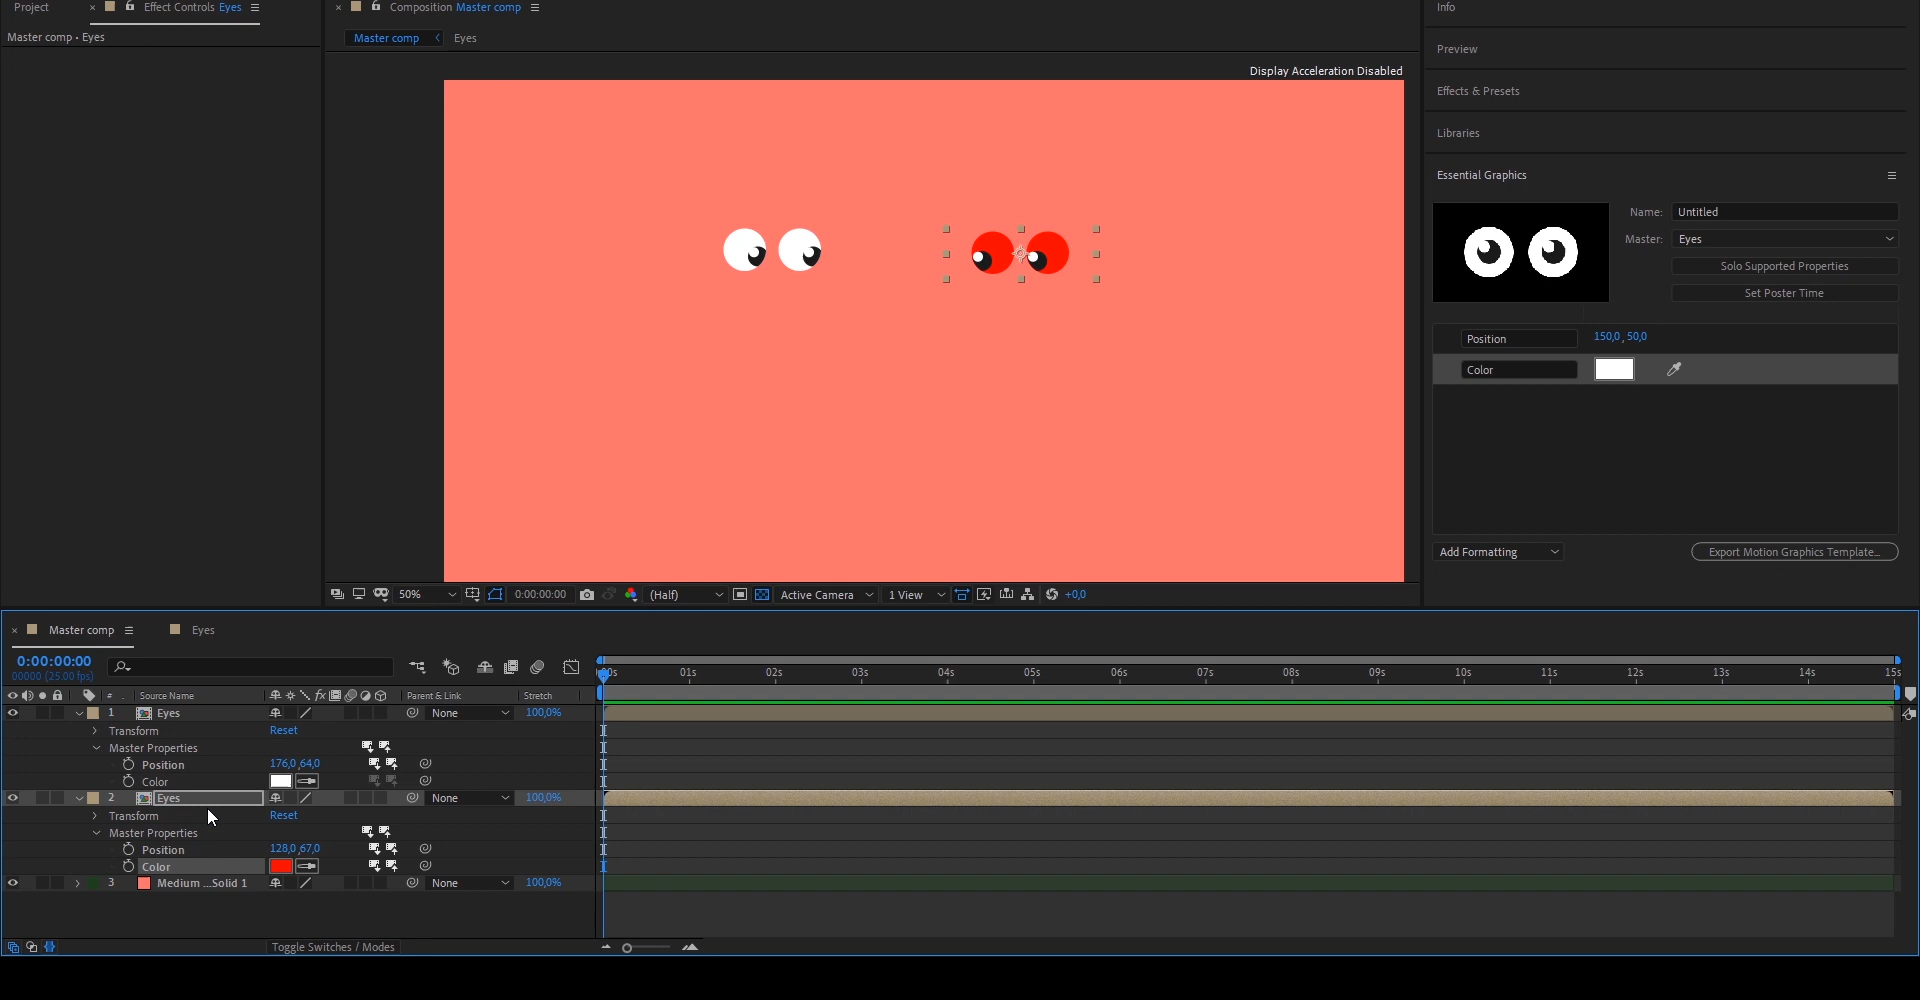 Project
Effect Controls Eyes
Master comp • Eyes
Composition Master comp
Master comp
Eyes
Display Acceleration Disabled
50%
0:00:00:00
(Half)
Active Camera
1 View
+0,0
Info
Preview
Effects & Presets
Libraries
Essential Graphics
Name:
Untitled
Master:
Eyes
Solo Supported Properties
Set Poster Time
Position
150,0 , 50,0
Color
Add Formatting
Export Motion Graphics Template...
Master comp
Eyes
0:00:00:00
00000 (25.00 fps)
01s 02s 03s 04s 05s 06s 07s 08s 09s 10s 11s 12s 13s 14s 15s
# . Source Name
fx
Parent & Link
Stretch
1 Eyes None 100,0%
Transform Reset
Master Properties
Position 176,0 ,64,0
Color
2 Eyes None 100,0%
Transform Reset
Master Properties
Position 128,0 ,67,0
Color
3 Medium ...Solid 1 None 100,0%
Toggle Switches / Modes